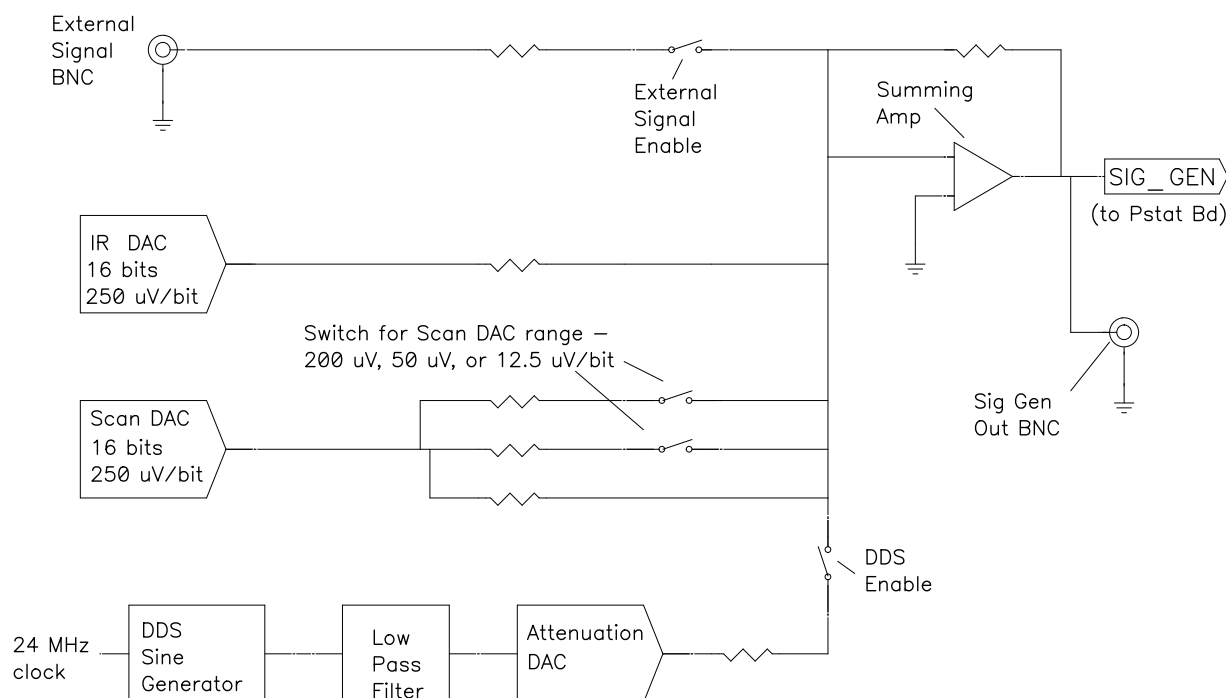 External
Signal
BNC
External
Signal
Enable
Summing
Amp
SIG_GEN
(to Pstat Bd)
IR DAC
16 bits
250 uV/bit
Switch for Scan DAC range –
200 uV, 50 uV, or 12.5 uV/bit
Scan DAC
16 bits
250 uV/bit
Sig Gen
Out BNC
DDS
Enable
24 MHz
clock
DDS
Sine
Generator
Low
Pass
Filter
Attenuation
DAC